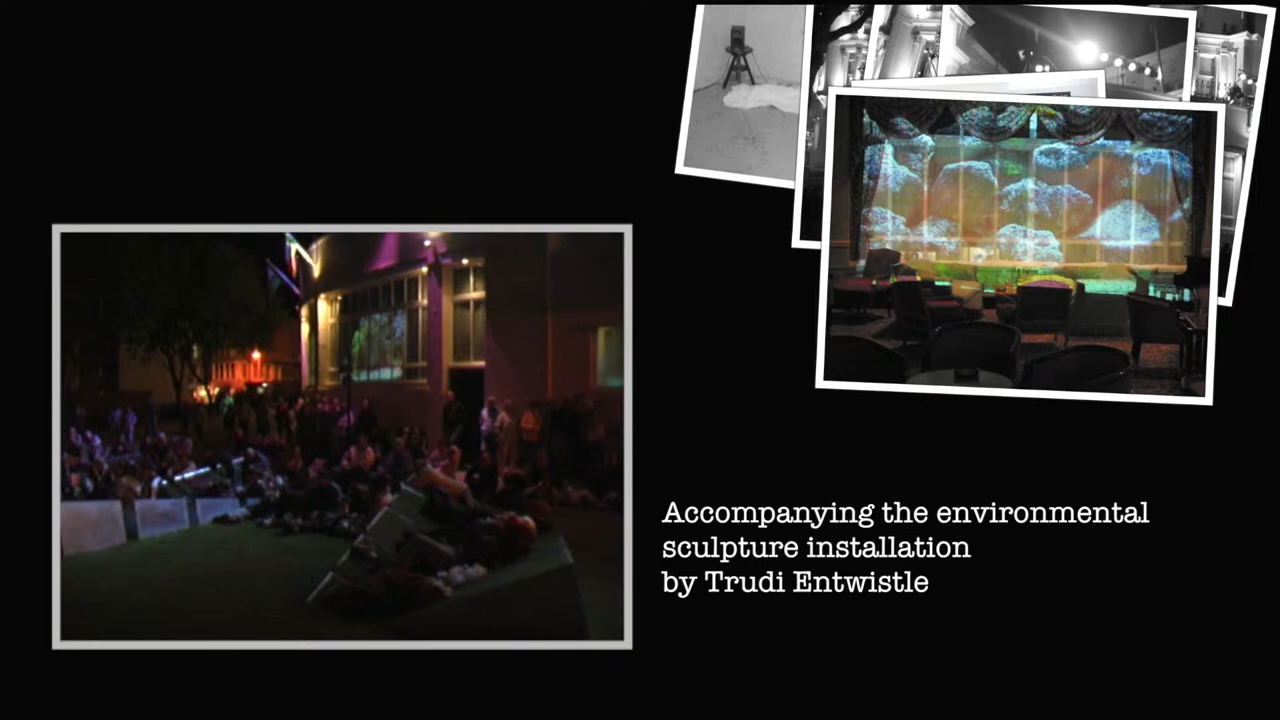 Accompanying the environmental
sculpture installation
by Trudi Entwistle